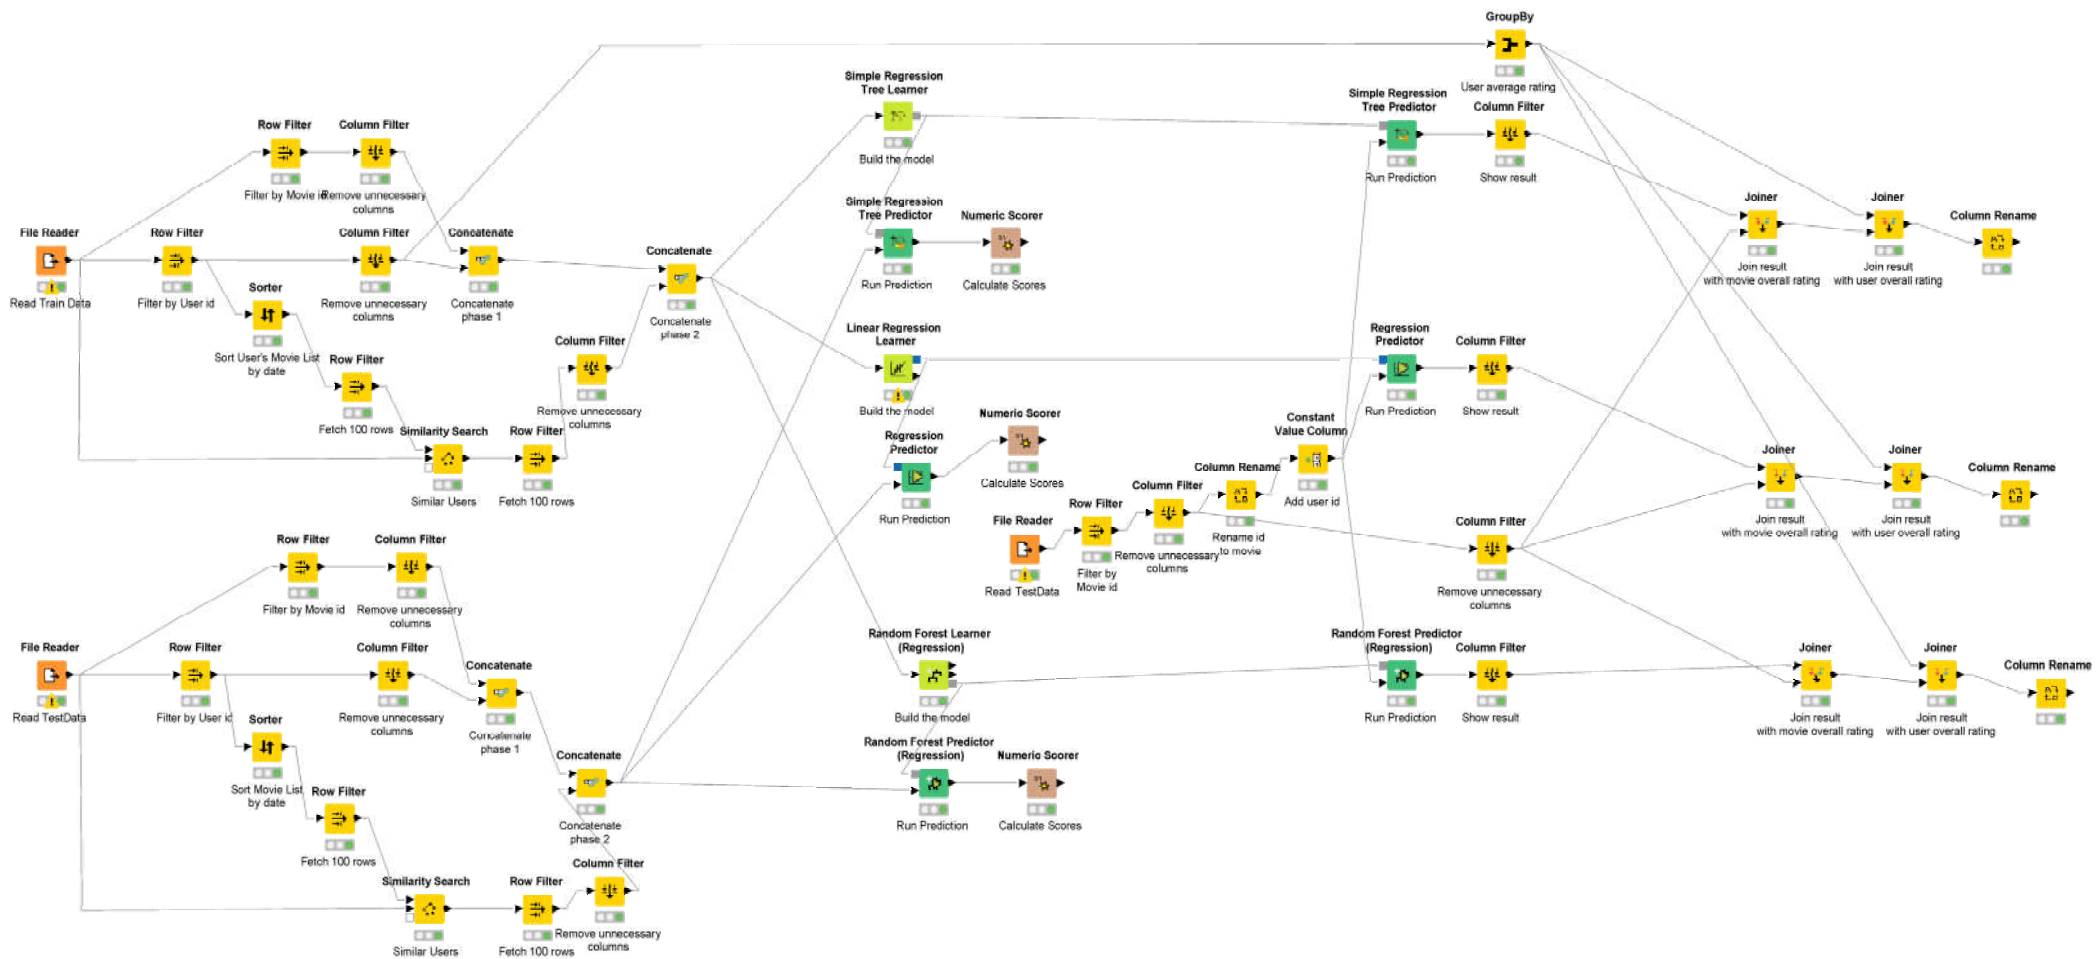 GroupBy
User average rating
Simple Regression
Tree Learner
Build the model
Simple Regression
Tree Predictor
Run Prediction
Column Filter
Show result
Row Filter
Filter by Movie id
Column Filter
Remove unnecessary
columns
File Reader
Read Train Data
Row Filter
Filter by User id
Column Filter
Remove unnecessary
columns
Concatenate
Concatenate
phase 1
Concatenate
Concatenate
phase 2
Simple Regression
Tree Predictor
Run Prediction
Numeric Scorer
Calculate Scores
Joiner
Join result
with movie overall rating
Joiner
Join result
with user overall rating
Column Rename
Sorter
Sort User's Movie List
by date
Row Filter
Fetch 100 rows
Similarity Search
Similar Users
Row Filter
Fetch 100 rows
Column Filter
Remove unnecessary
columns
Linear Regression
Learner
Build the model
Regression
Predictor
Run Prediction
Numeric Scorer
Calculate Scores
Regression
Predictor
Run Prediction
Column Filter
Show result
File Reader
Read TestData
Row Filter
Filter by
Movie id
Column Filter
Remove unnecessary
columns
Column Rename
Rename id
to movie
Constant
Value Column
Add user id
Column Filter
Remove unnecessary
columns
Joiner
Join result
with movie overall rating
Joiner
Join result
with user overall rating
Column Rename
Row Filter
Filter by Movie id
Column Filter
Remove unnecessary
columns
File Reader
Read TestData
Row Filter
Filter by User id
Column Filter
Remove unnecessary
columns
Concatenate
Concatenate
phase 1
Sorter
Sort Movie List
by date
Row Filter
Fetch 100 rows
Similarity Search
Similar Users
Row Filter
Fetch 100 rows
Column Filter
Remove unnecessary
columns
Concatenate
Concatenate
phase 2
Random Forest Learner
(Regression)
Build the model
Random Forest Predictor
(Regression)
Run Prediction
Numeric Scorer
Calculate Scores
Random Forest Predictor
(Regression)
Run Prediction
Column Filter
Show result
Joiner
Join result
with movie overall rating
Joiner
Join result
with user overall rating
Column Rename